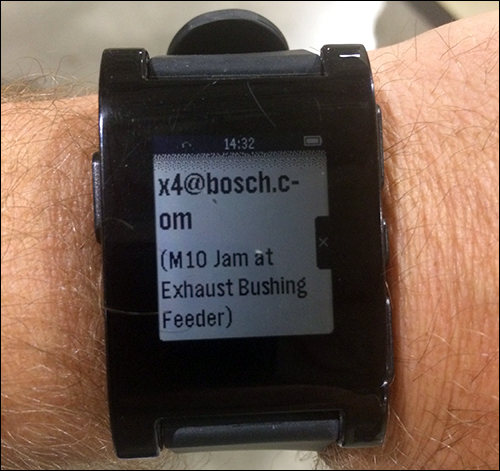 14:32
x4@bosch.c-
om
(M10 Jam at
Exhaust Bushing
Feeder)